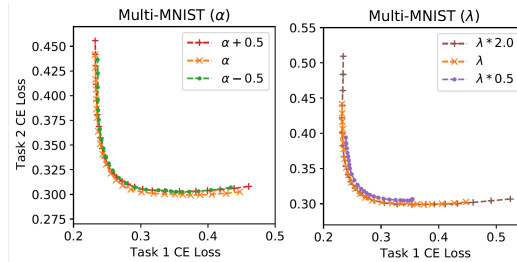 Multi-MNIST (α)
Task 2 CE Loss
0.450
0.425
0.400
0.375
0.350
0.325
0.300
0.275
α + 0.5
α
α − 0.5
0.2 0.3 0.4 0.5
Task 1 CE Loss
Multi-MNIST (λ)
0.55
0.50
0.45
0.40
0.35
0.30
λ * 2.0
λ
λ * 0.5
0.2 0.3 0.4 0.5
Task 1 CE Loss